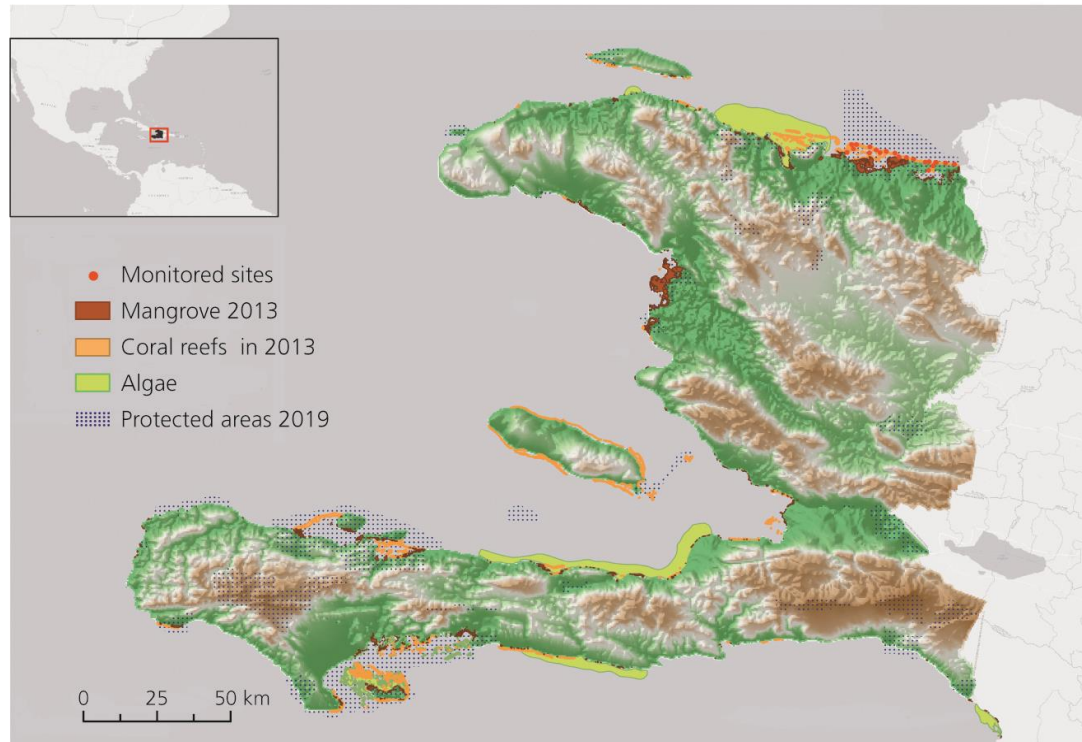 Monitored sites
Mangrove 2013
Coral reefs in 2013
Algae
Protected areas 2019
0 25 50 km